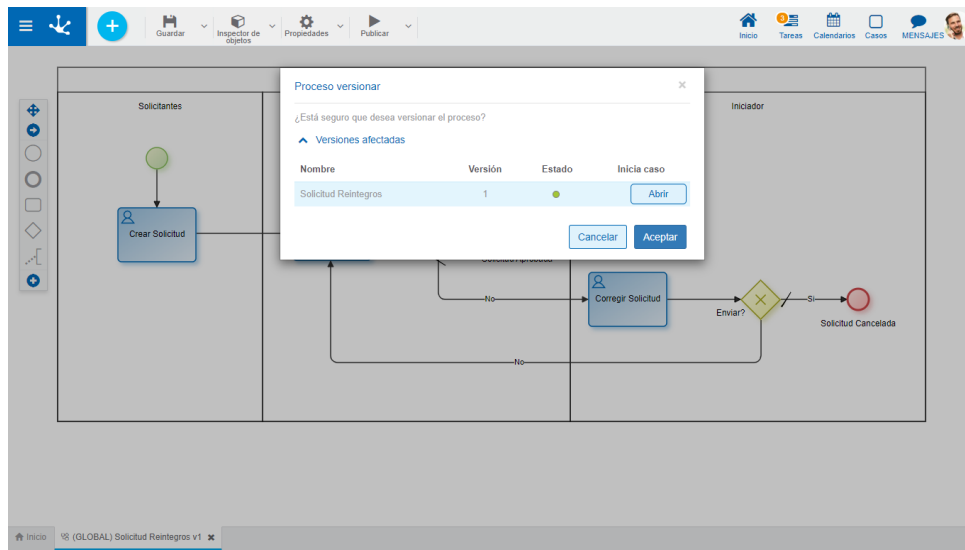 Guardar
Inspector de
objetos
Propiedades
Publicar
Inicio
3
Tareas
Calendarios
Casos
MENSAJES
Proceso versionar
×
¿Está seguro que desea versionar el proceso?
Versiones afectadas
Nombre Versión Estado Inicia caso
Solicitud Reintegros 1 Abrir
Cancelar Aceptar
Solicitantes
Iniciador
Crear Solicitud
No
Corregir Solicitud
Enviar?
Si
Solicitud Cancelada
No
Inicio
(GLOBAL) Solicitud Reintegros v1